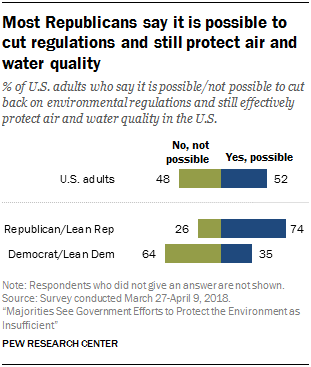 Most Republicans say it is possible to
cut regulations and still protect air and
water quality
% of U.S. adults who say it is possible/not possible to cut
back on environmental regulations and still effectively
protect air and water quality in the U.S.
No, not
possible
Yes, possible
U.S. adults 48 52
Republican/Lean Rep 26 74
Democrat/Lean Dem 64 35
Note: Respondents who did not give an answer are not shown.
Source: Survey conducted March 27-April 9, 2018.
“Majorities See Government Efforts to Protect the Environment as
Insufficient”
PEW RESEARCH CENTER